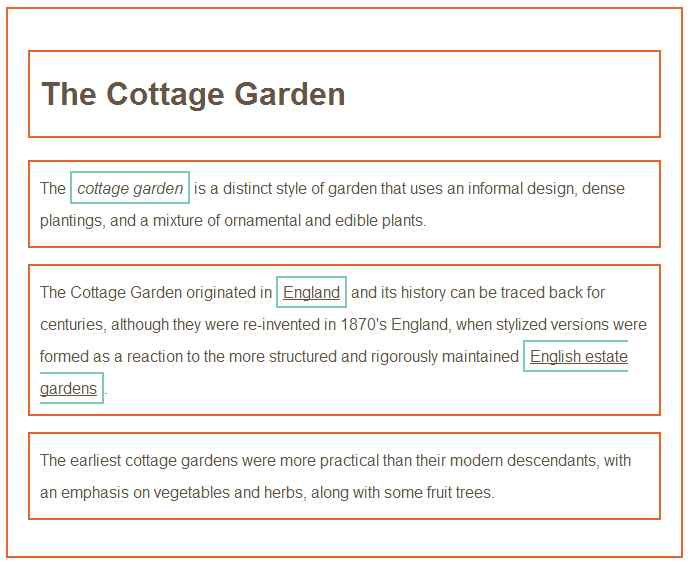 The Cottage Garden
The cottage garden is a distinct style of garden that uses an informal design, dense
plantings, and a mixture of ornamental and edible plants.
The Cottage Garden originated in England and its history can be traced back for
centuries, although they were re-invented in 1870's England, when stylized versions were
formed as a reaction to the more structured and rigorously maintained English estate
gardens.
The earliest cottage gardens were more practical than their modern descendants, with
an emphasis on vegetables and herbs, along with some fruit trees.